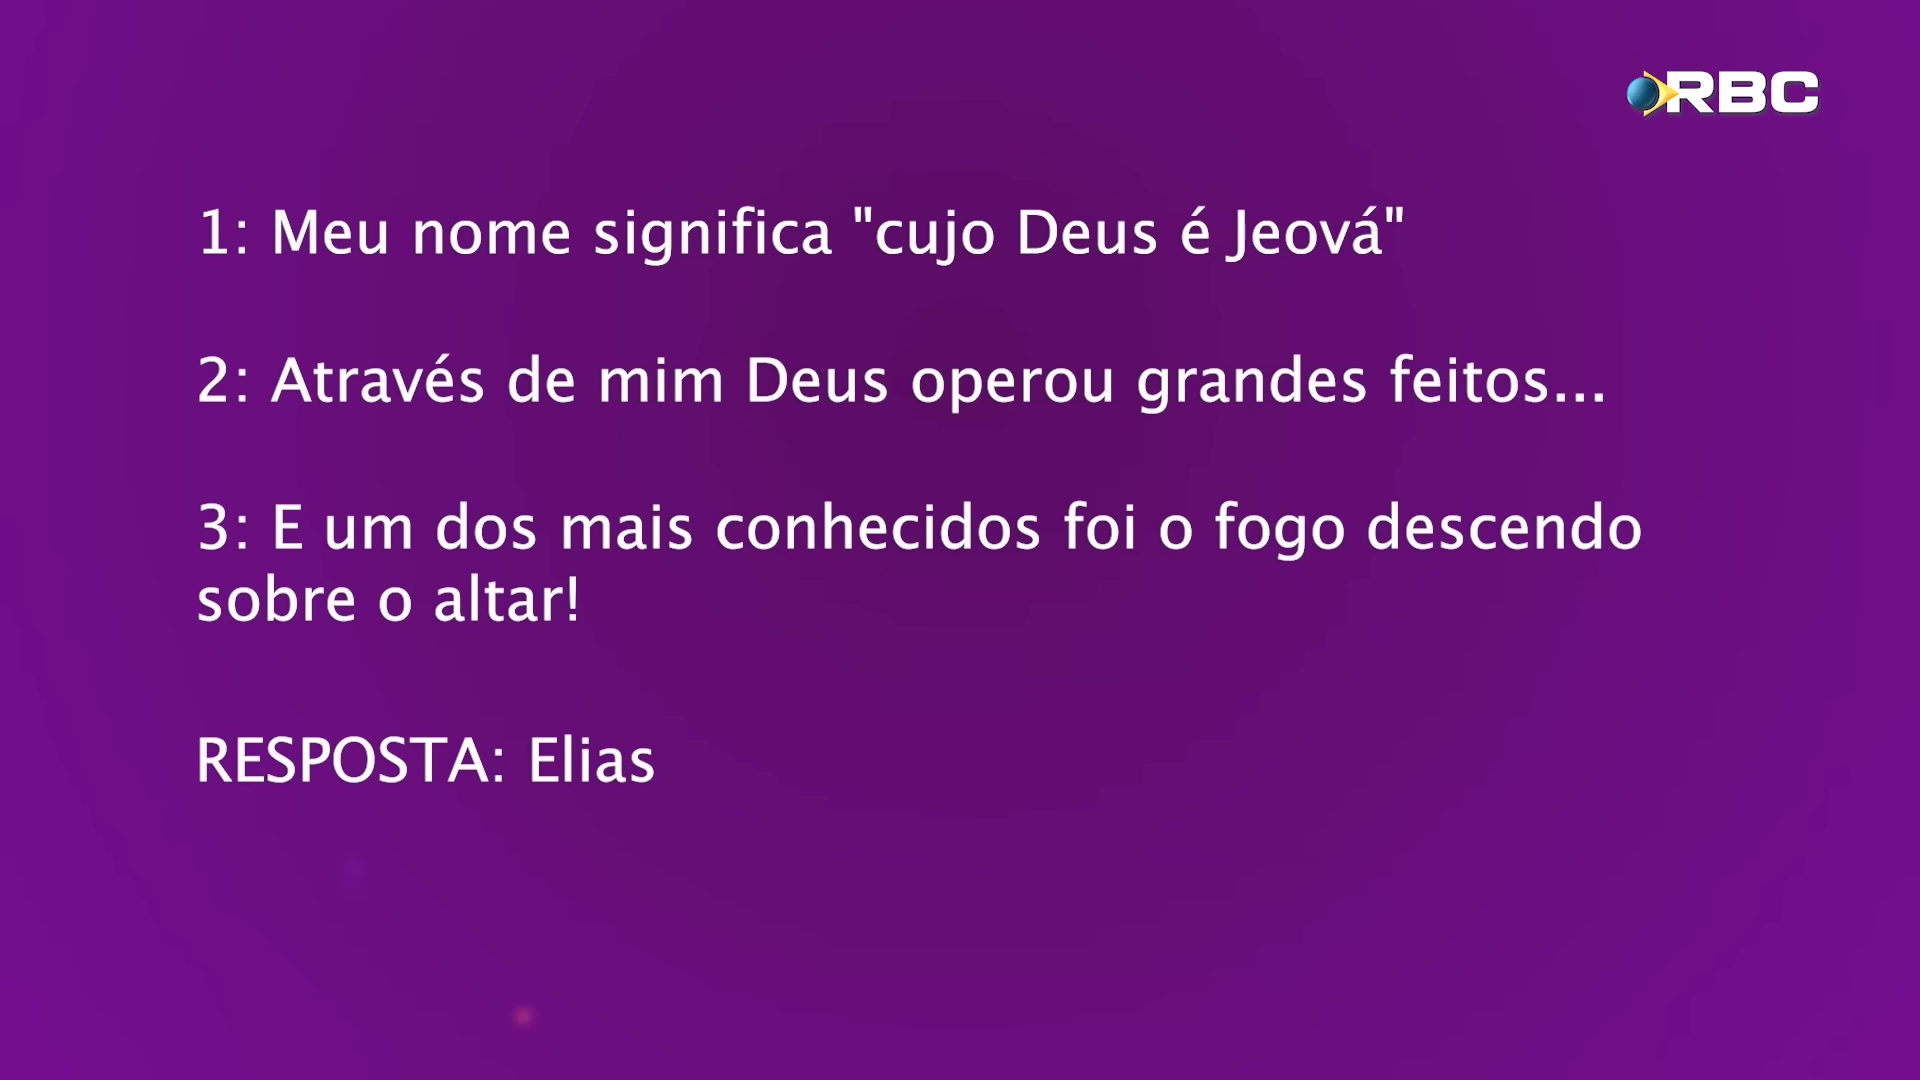 RBC
1: Meu nome significa "cujo Deus é Jeová"
2: Através de mim Deus operou grandes feitos...
3: E um dos mais conhecidos foi o fogo descendo
sobre o altar!
RESPOSTA: Elias